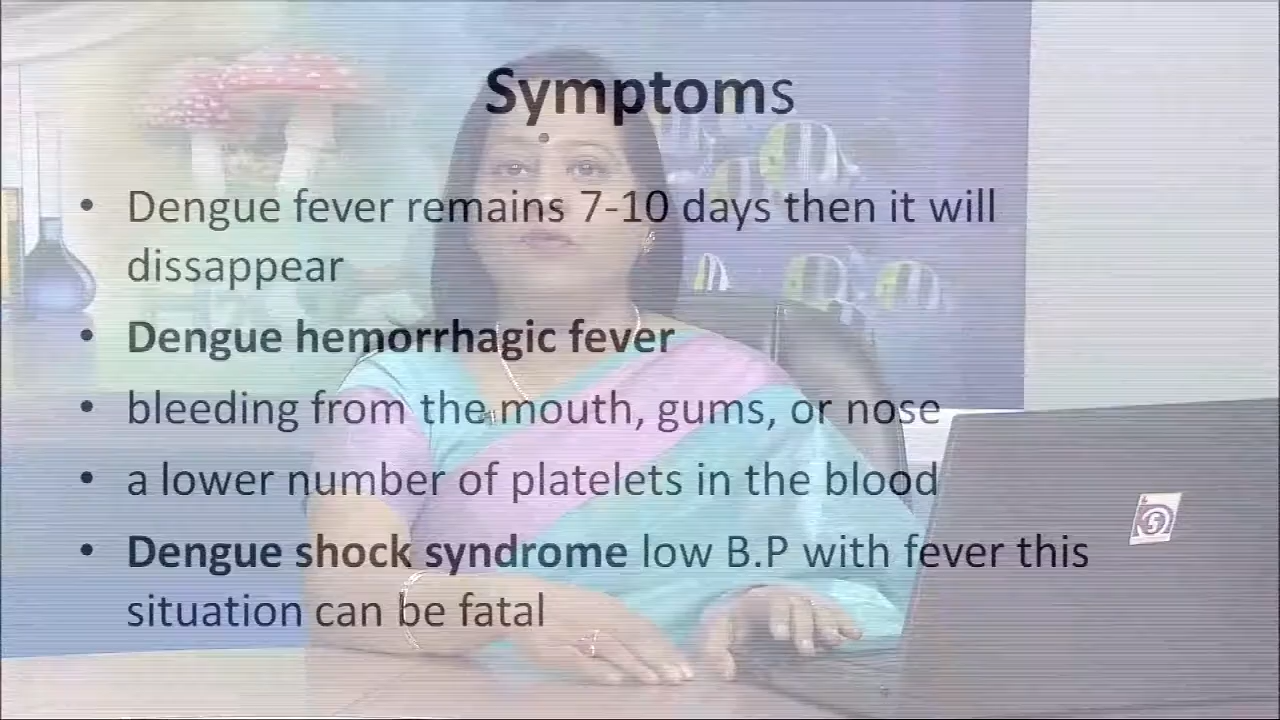 Symptoms
• Dengue fever remains 7-10 days then it will
dissappear
• Dengue hemorrhagic fever
• bleeding from the mouth, gums, or nose
• a lower number of platelets in the blood
• Dengue shock syndrome low B.P with fever this
situation can be fatal